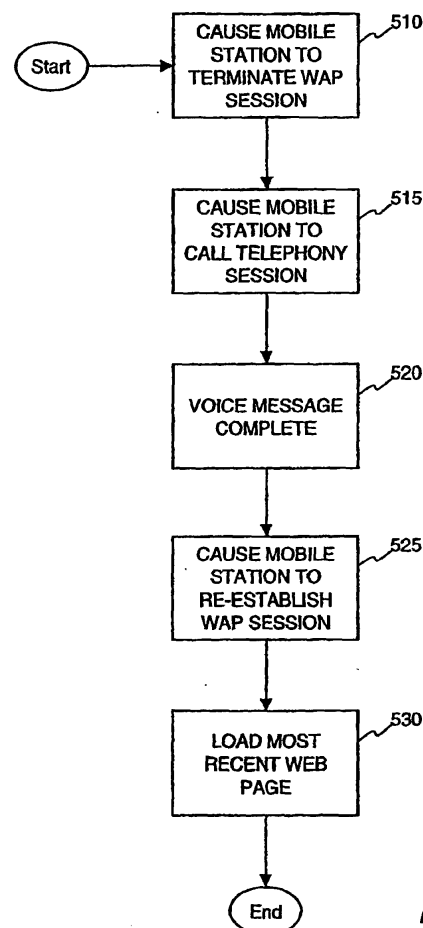 510
CAUSE MOBILE
STATION TO
TERMINATE WAP
SESSION
Start
515
CAUSE MOBILE
STATION TO
CALL TELEPHONY
SESSION
520
VOICE MESSAGE
COMPLETE
525
CAUSE MOBILE
STATION TO
RE-ESTABLISH
WAP SESSION
530
LOAD MOST
RECENT WEB
PAGE
End